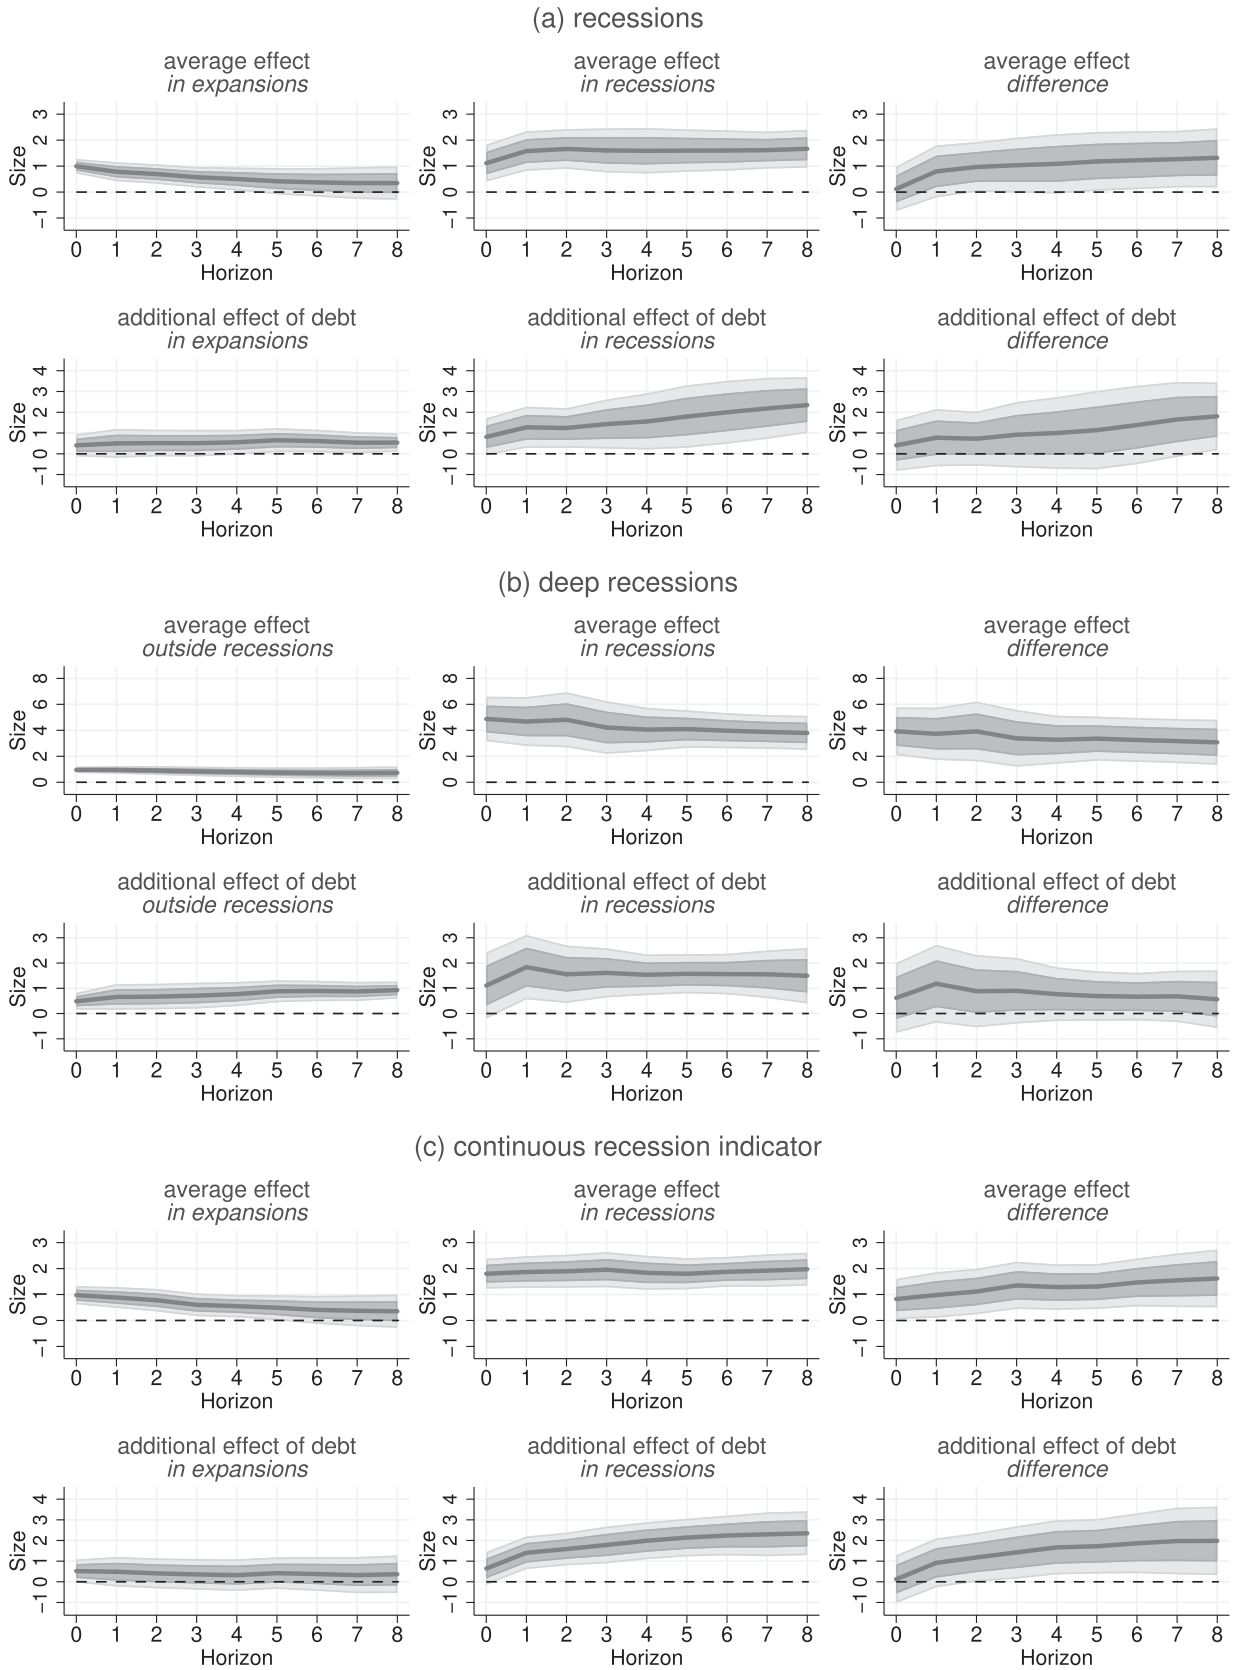 (a) recessions
average effect
in expansions
average effect
in recessions
average effect
difference
Size
−1 0 1 2 3
0 1 2 3 4 5 6 7 8
Horizon
Size
−1 0 1 2 3
0 1 2 3 4 5 6 7 8
Horizon
Size
−1 0 1 2 3
0 1 2 3 4 5 6 7 8
Horizon
additional effect of debt
in expansions
additional effect of debt
in recessions
additional effect of debt
difference
Size
−1 0 1 2 3 4
0 1 2 3 4 5 6 7 8
Horizon
Size
−1 0 1 2 3 4
0 1 2 3 4 5 6 7 8
Horizon
Size
−1 0 1 2 3 4
0 1 2 3 4 5 6 7 8
Horizon
(b) deep recessions
average effect
outside recessions
average effect
in recessions
average effect
difference
Size
0 2 4 6 8
0 1 2 3 4 5 6 7 8
Horizon
Size
0 2 4 6 8
0 1 2 3 4 5 6 7 8
Horizon
Size
0 2 4 6 8
0 1 2 3 4 5 6 7 8
Horizon
additional effect of debt
outside recessions
additional effect of debt
in recessions
additional effect of debt
difference
Size
−1 0 1 2 3
0 1 2 3 4 5 6 7 8
Horizon
Size
−1 0 1 2 3
0 1 2 3 4 5 6 7 8
Horizon
Size
−1 0 1 2 3
0 1 2 3 4 5 6 7 8
Horizon
(c) continuous recession indicator
average effect
in expansions
average effect
in recessions
average effect
difference
Size
−1 0 1 2 3
0 1 2 3 4 5 6 7 8
Horizon
Size
−1 0 1 2 3
0 1 2 3 4 5 6 7 8
Horizon
Size
−1 0 1 2 3
0 1 2 3 4 5 6 7 8
Horizon
additional effect of debt
in expansions
additional effect of debt
in recessions
additional effect of debt
difference
Size
−1 0 1 2 3 4
0 1 2 3 4 5 6 7 8
Horizon
Size
−1 0 1 2 3 4
0 1 2 3 4 5 6 7 8
Horizon
Size
−1 0 1 2 3 4
0 1 2 3 4 5 6 7 8
Horizon